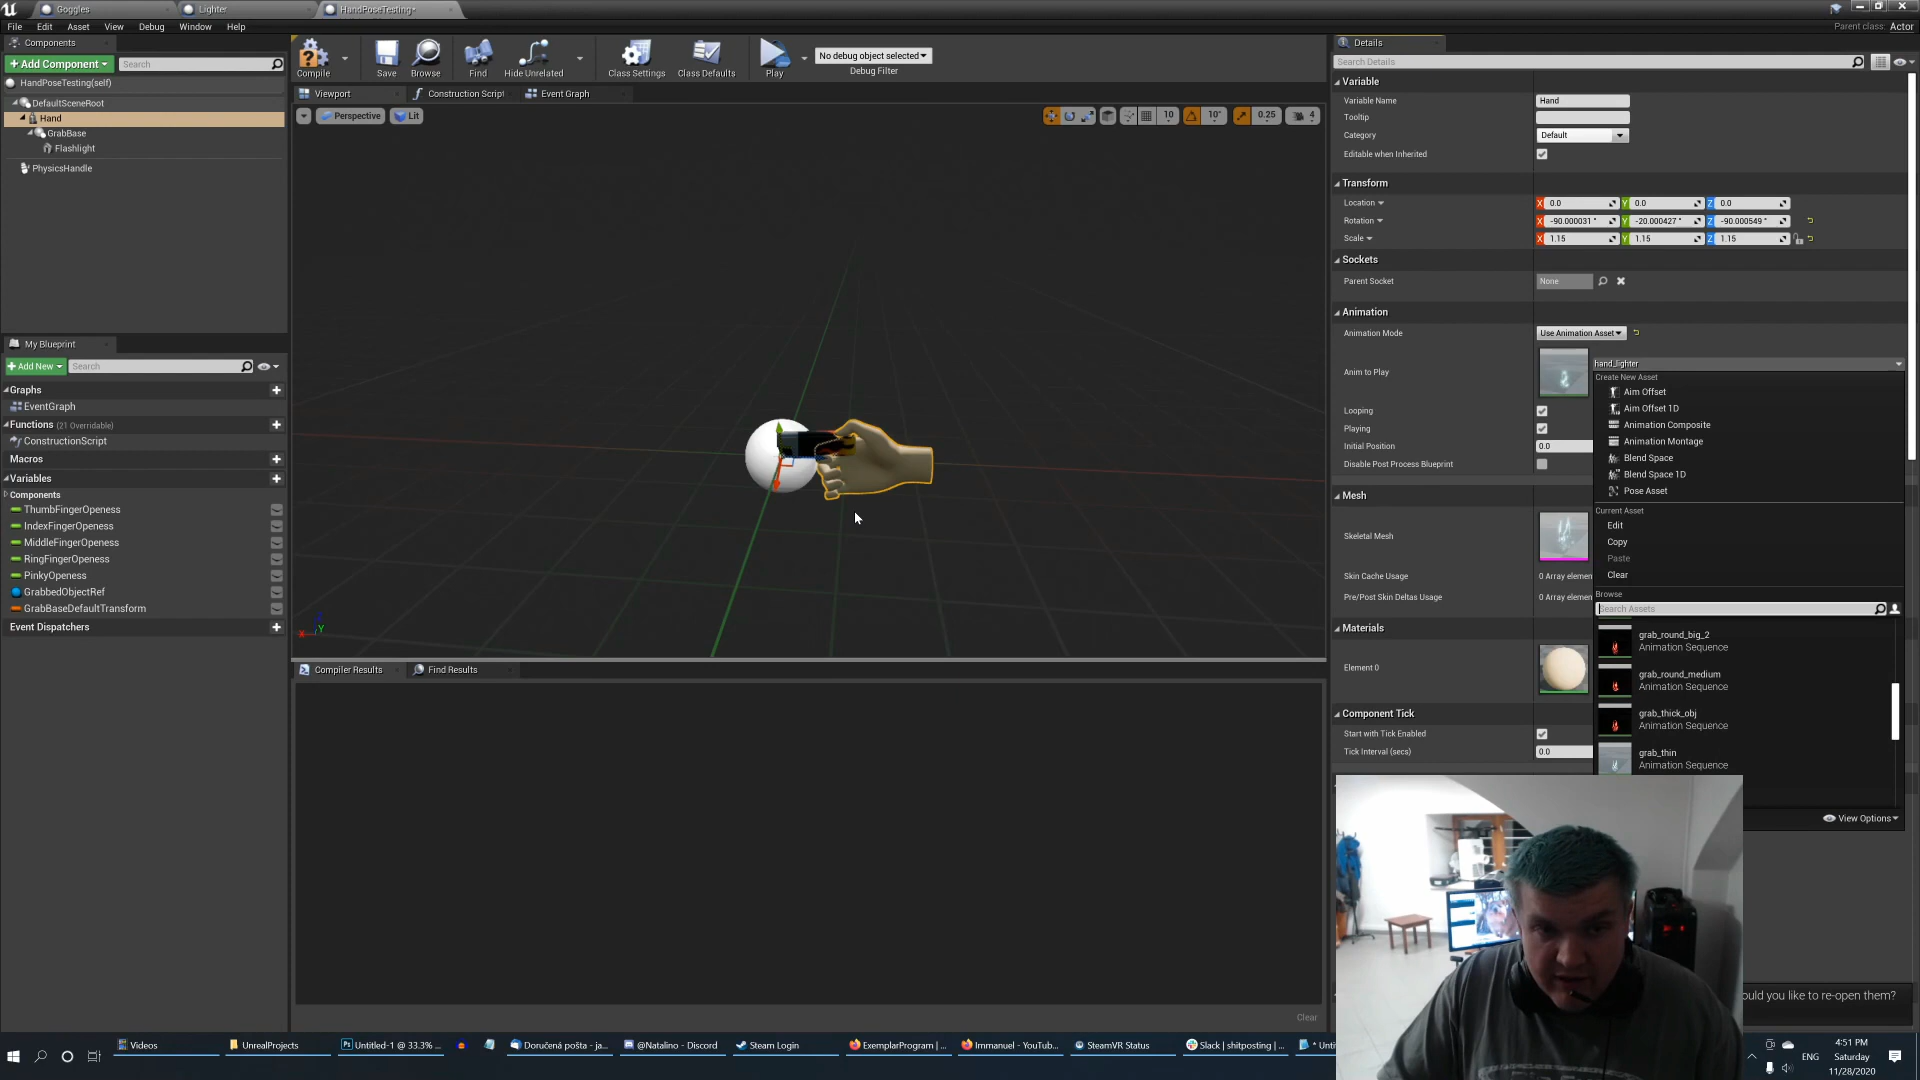 Goggles
Lighter
HandPoseTesting*
File Edit Asset View Debug Window Help
Parent class: Actor
Components
+ Add Component
Search
HandPoseTesting(self)
DefaultSceneRoot
Hand
GrabBase
Flashlight
PhysicsHandle
My Blueprint
+ Add New
Search
Graphs
EventGraph
Functions (21 Overridable)
ConstructionScript
Macros
Variables
Components
ThumbFingerOpeness
IndexFingerOpeness
MiddleFingerOpeness
RingFingerOpeness
PinkyOpeness
GrabbedObjectRef
GrabBaseDefaultTransform
Event Dispatchers
Compile
Save
Browse
Find
Hide Unrelated
Class Settings
Class Defaults
Play
No debug object selected
Debug Filter
Viewport
Construction Script
Event Graph
Perspective
Lit
10
10°
0.25
4
X
Y
Compiler Results
Find Results
Clear
Details
Search Details
Variable
Variable Name Hand
Tooltip
Category Default
Editable when Inherited
Transform
Location X 0.0 Y 0.0 Z 0.0
Rotation X -90.000031 ° Y -20.000427 ° Z -90.000549 °
Scale X 1.15 Y 1.15 Z 1.15
Sockets
Parent Socket None
Animation
Animation Mode Use Animation Asset
Anim to Play hand_lighter
Looping
Playing
Initial Position 0.0
Disable Post Process Blueprint
Mesh
Skeletal Mesh
Skin Cache Usage 0 Array elemen
Pre/Post Skin Deltas Usage 0 Array elemen
Materials
Element 0
Component Tick
Start with Tick Enabled
Tick Interval (secs) 0.0
Create New Asset
Aim Offset
Aim Offset 1D
Animation Composite
Animation Montage
Blend Space
Blend Space 1D
Pose Asset
Current Asset
Edit
Copy
Paste
Clear
Browse
Search Assets
grab_round_big_2
Animation Sequence
grab_round_medium
Animation Sequence
grab_thick_obj
Animation Sequence
grab_thin
Animation Sequence
View Options
ould you like to re-open them?
Videos
UnrealProjects
Untitled-1 @ 33.3% ...
Doručená pošta - ja...
@Natalino - Discord
Steam Login
ExemplarProgram | ...
Immanuel - YouTub...
SteamVR Status
Slack | shitposting | ...
* Unti
ENG
4:51 PM
Saturday
11/28/2020